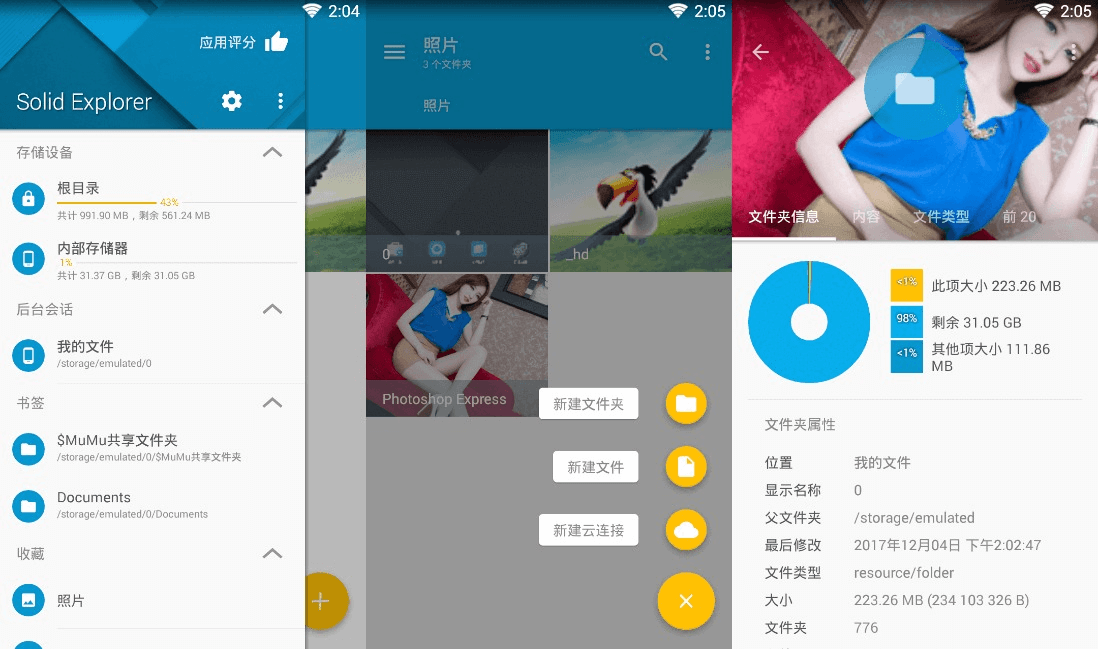 2:04
应用评分
Solid Explorer
存储设备
根目录
43%
共计 991.90 MB，剩余 561.24 MB
内部存储器
1%
共计 31.37 GB，剩余 31.05 GB
后台会话
我的文件
/storage/emulated/0
书签
$MuMu共享文件夹
/storage/emulated/0/$MuMu共享文件夹
Documents
/storage/emulated/0/Documents
收藏
照片
2:05
照片
3 个文件夹
照片
0
_hd
Photoshop Express
新建文件夹
新建文件
新建云连接
2:05
文件夹信息 内容 文件类型 前 20
<1% 此项大小 223.26 MB
98% 剩余 31.05 GB
<1% 其他项大小 111.86
MB
文件夹属性
位置 我的文件
显示名称 0
父文件夹 /storage/emulated
最后修改 2017年12月04日 下午2:02:47
文件类型 resource/folder
大小 223.26 MB (234 103 326 B)
文件夹 776